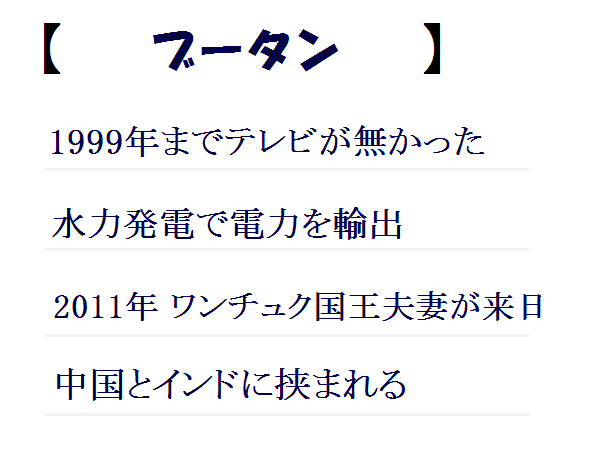 【 ブータン 】
1999年までテレビが無かった
水力発電で電力を輸出
2011年 ワンチュク国王夫妻が来日
中国とインドに挟まれる